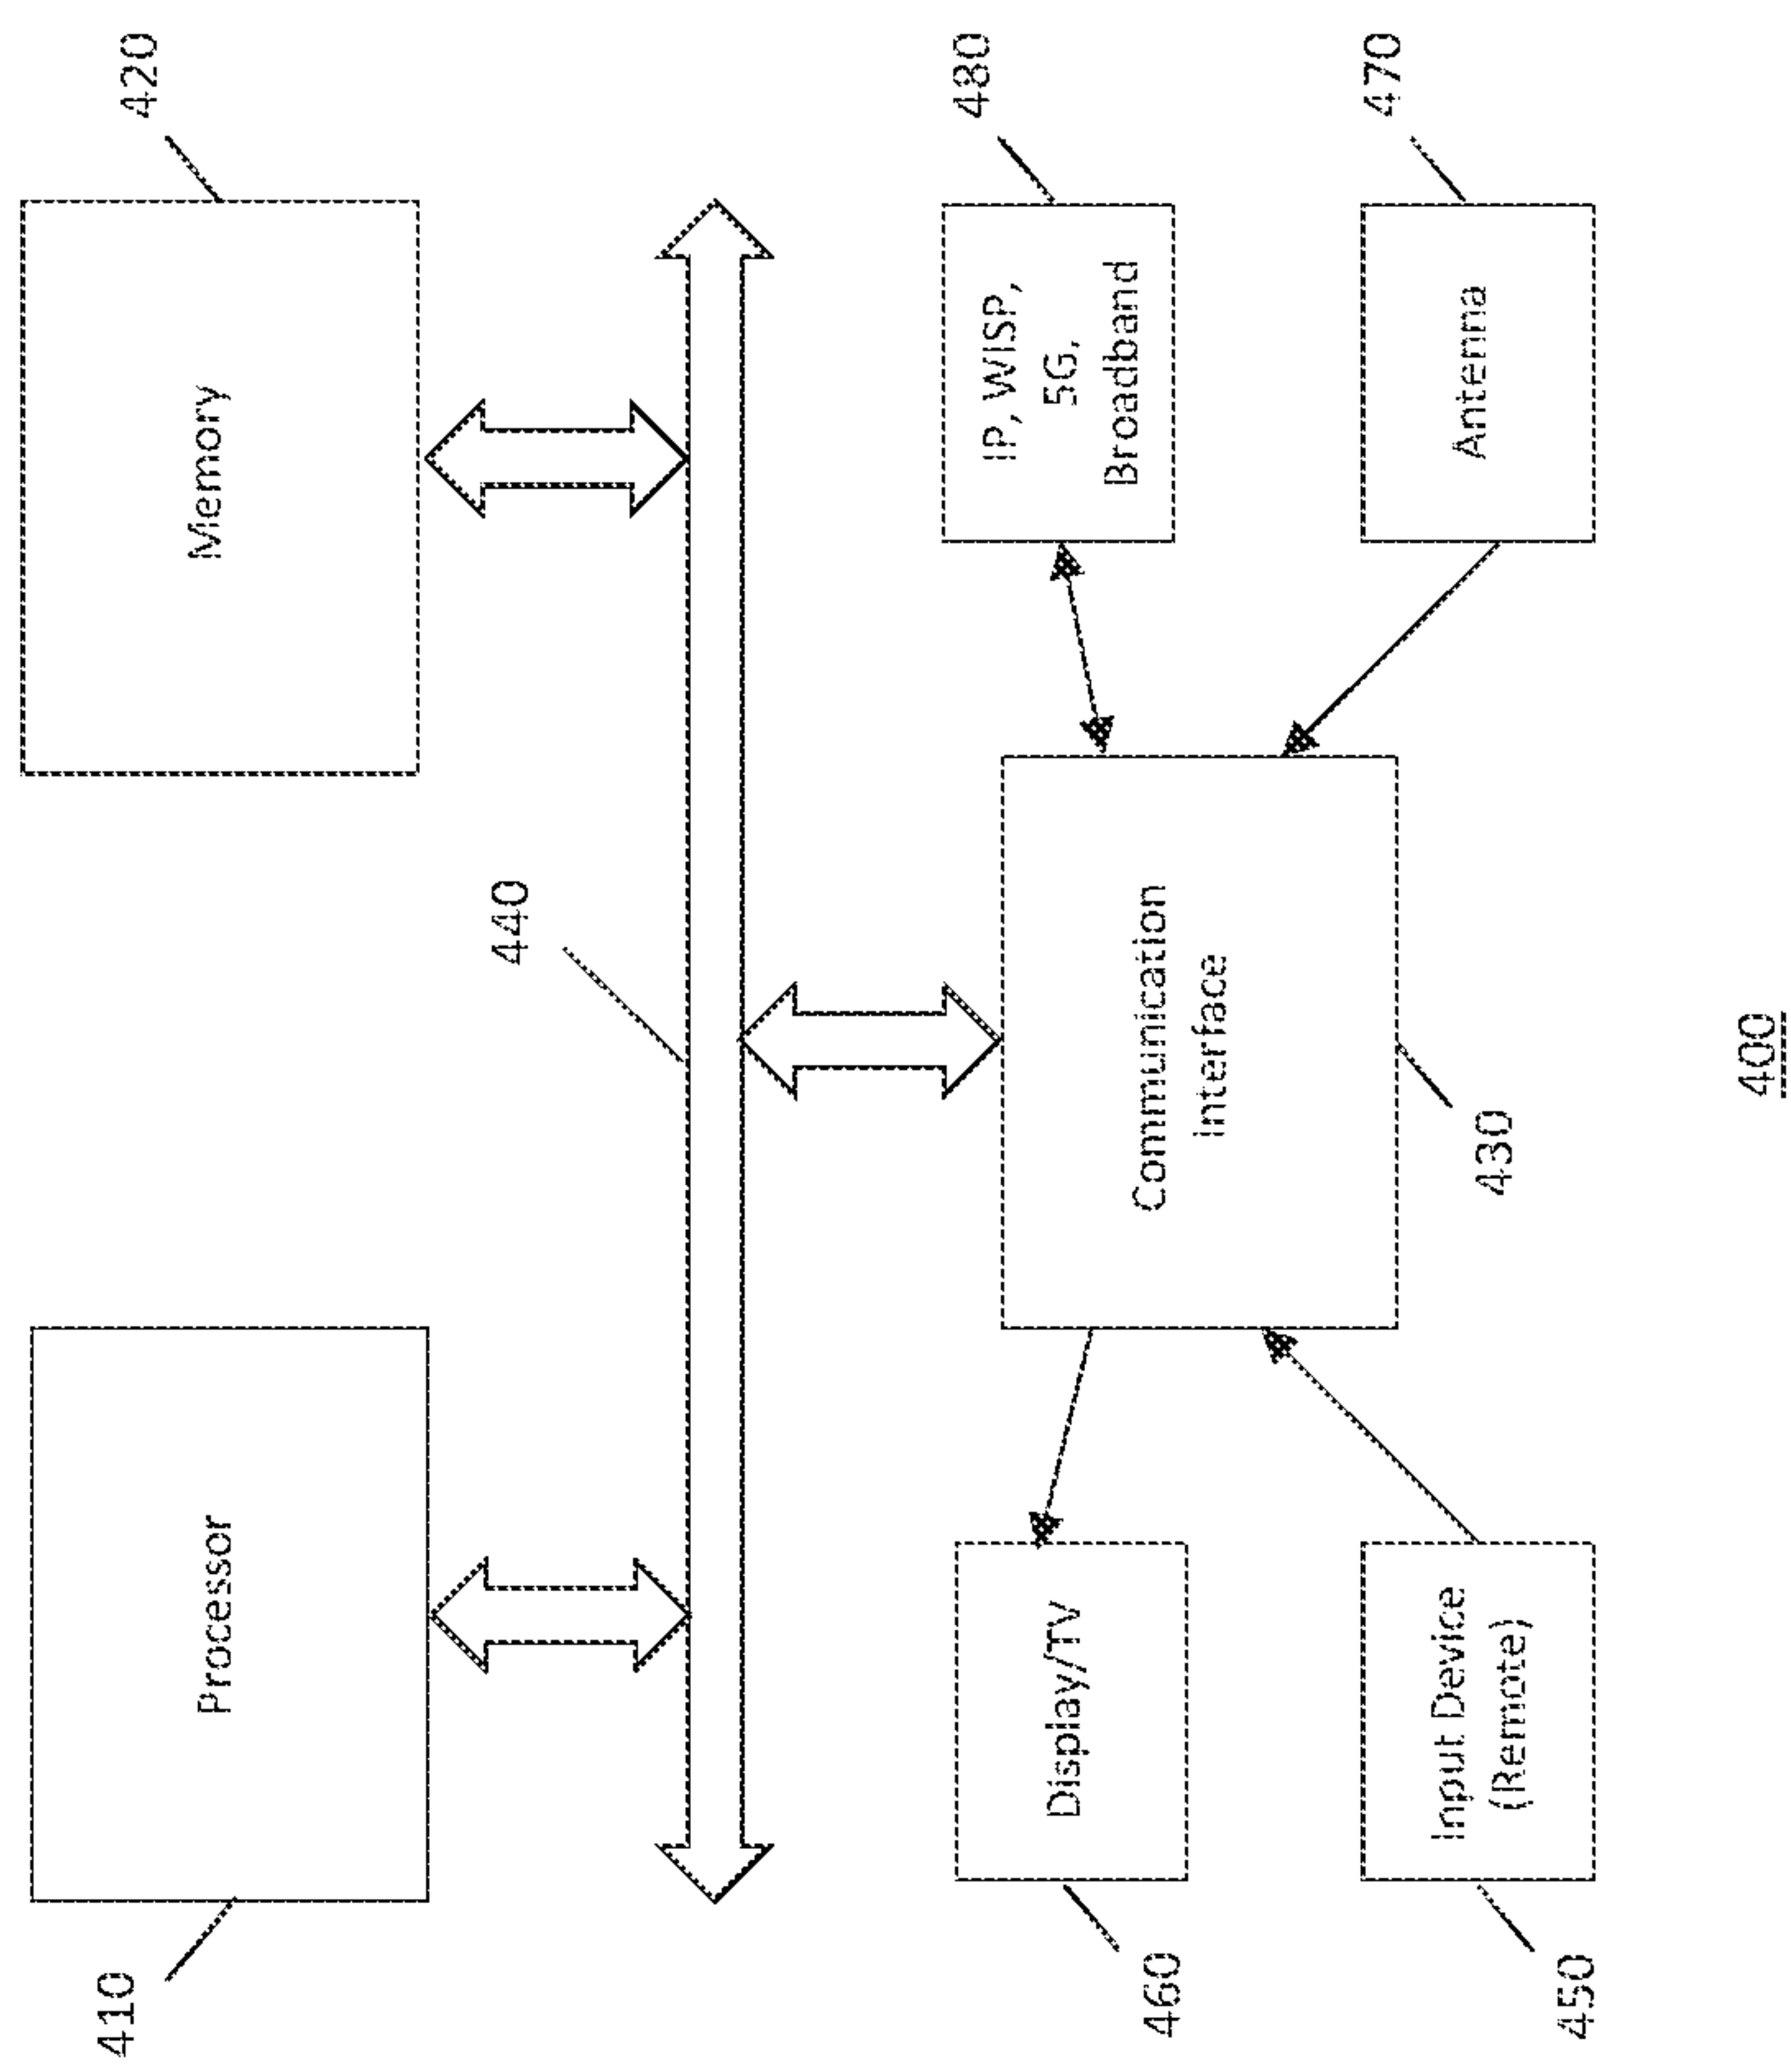 410
Processor
Memory
420
440
460
Display/TV
Communication
Interface
430
IP, WISP,
5G,
Broadband
480
450
Input Device
(Remote)
Antenna
470
400